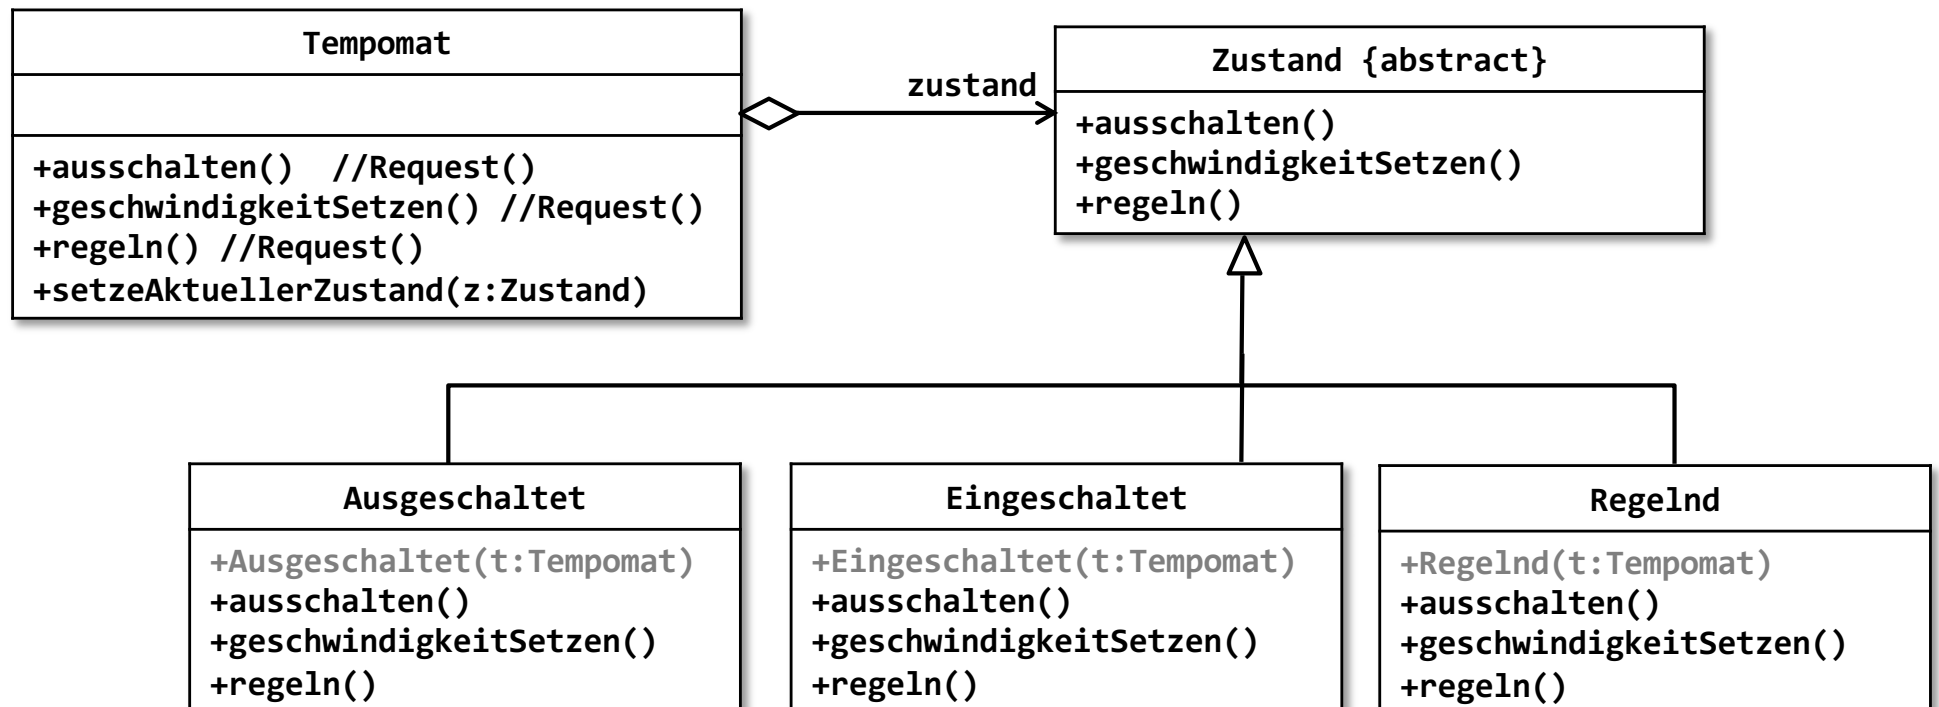 Tempomat
+ausschalten()  //Request()
+geschwindigkeitSetzen() //Request()
+regeln() //Request()
+setzeAktuellerZustand(z:Zustand)
zustand
Zustand {abstract}
+ausschalten()
+geschwindigkeitSetzen()
+regeln()
Ausgeschaltet
+Ausgeschaltet(t:Tempomat)
+ausschalten()
+geschwindigkeitSetzen()
+regeln()
Eingeschaltet
+Eingeschaltet(t:Tempomat)
+ausschalten()
+geschwindigkeitSetzen()
+regeln()
Regelnd
+Regelnd(t:Tempomat)
+ausschalten()
+geschwindigkeitSetzen()
+regeln()